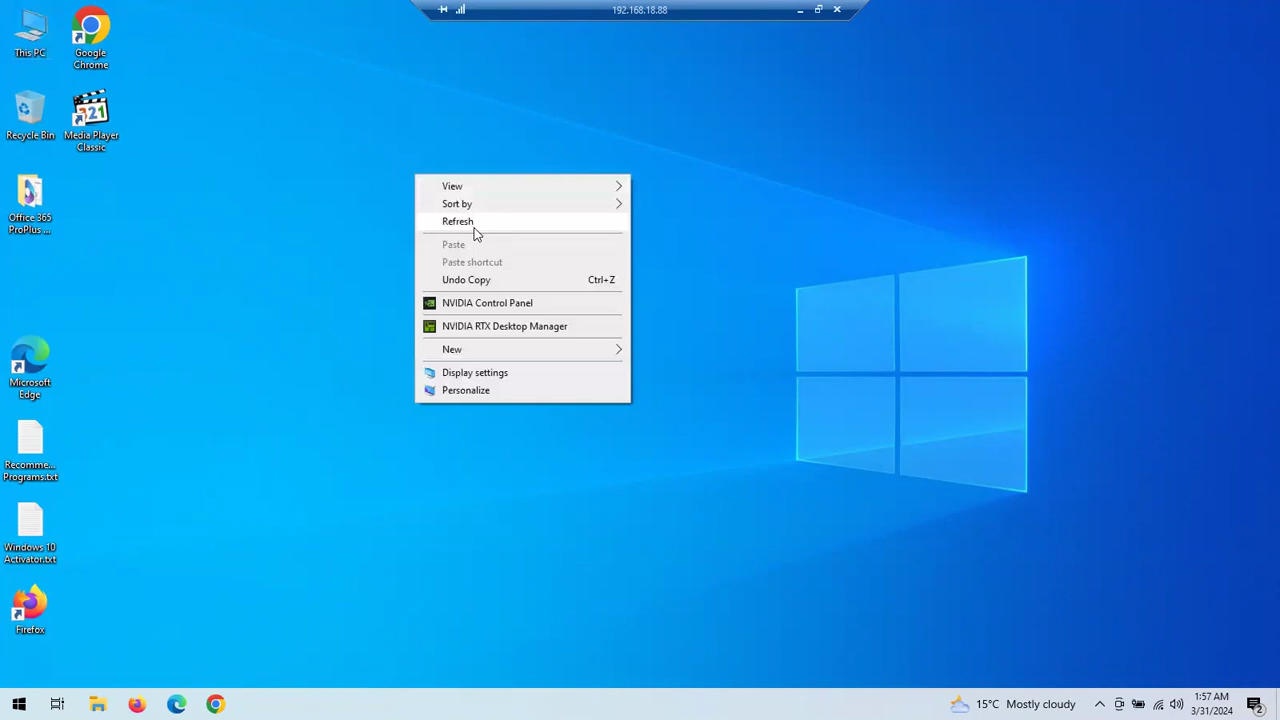 192.168.18.88
This PC
Google
Chrome
Recycle Bin
Media Player
Classic
321
Office 365
ProPlus ...
View
Sort by
Refresh
Paste
Paste shortcut
Undo Copy Ctrl+Z
NVIDIA Control Panel
NVIDIA RTX Desktop Manager
New
Display settings
Personalize
Microsoft
Edge
Recomme...
Programs.txt
Windows 10
Activator.txt
Firefox
15°C Mostly cloudy
1:57 AM
3/31/2024
2